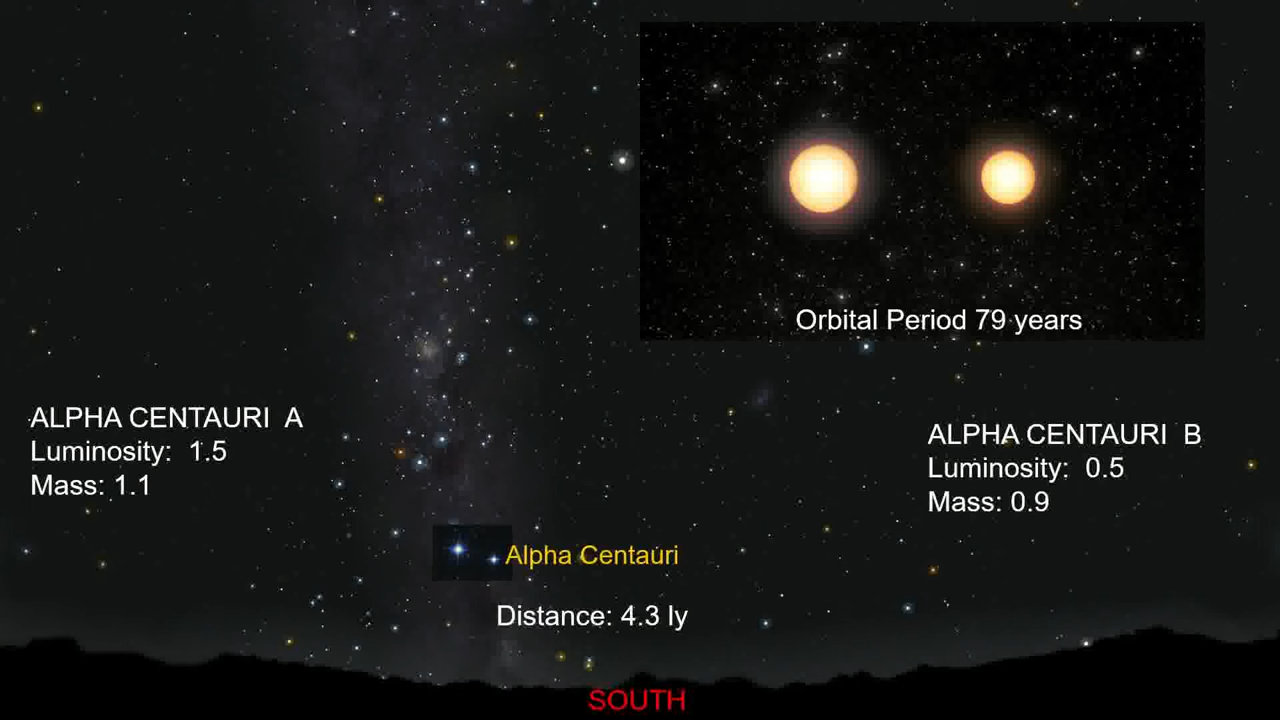 Orbital Period 79 years
ALPHA CENTAURI A
Luminosity: 1.5
Mass: 1.1
ALPHA CENTAURI B
Luminosity: 0.5
Mass: 0.9
Alpha Centauri
Distance: 4.3 ly
SOUTH